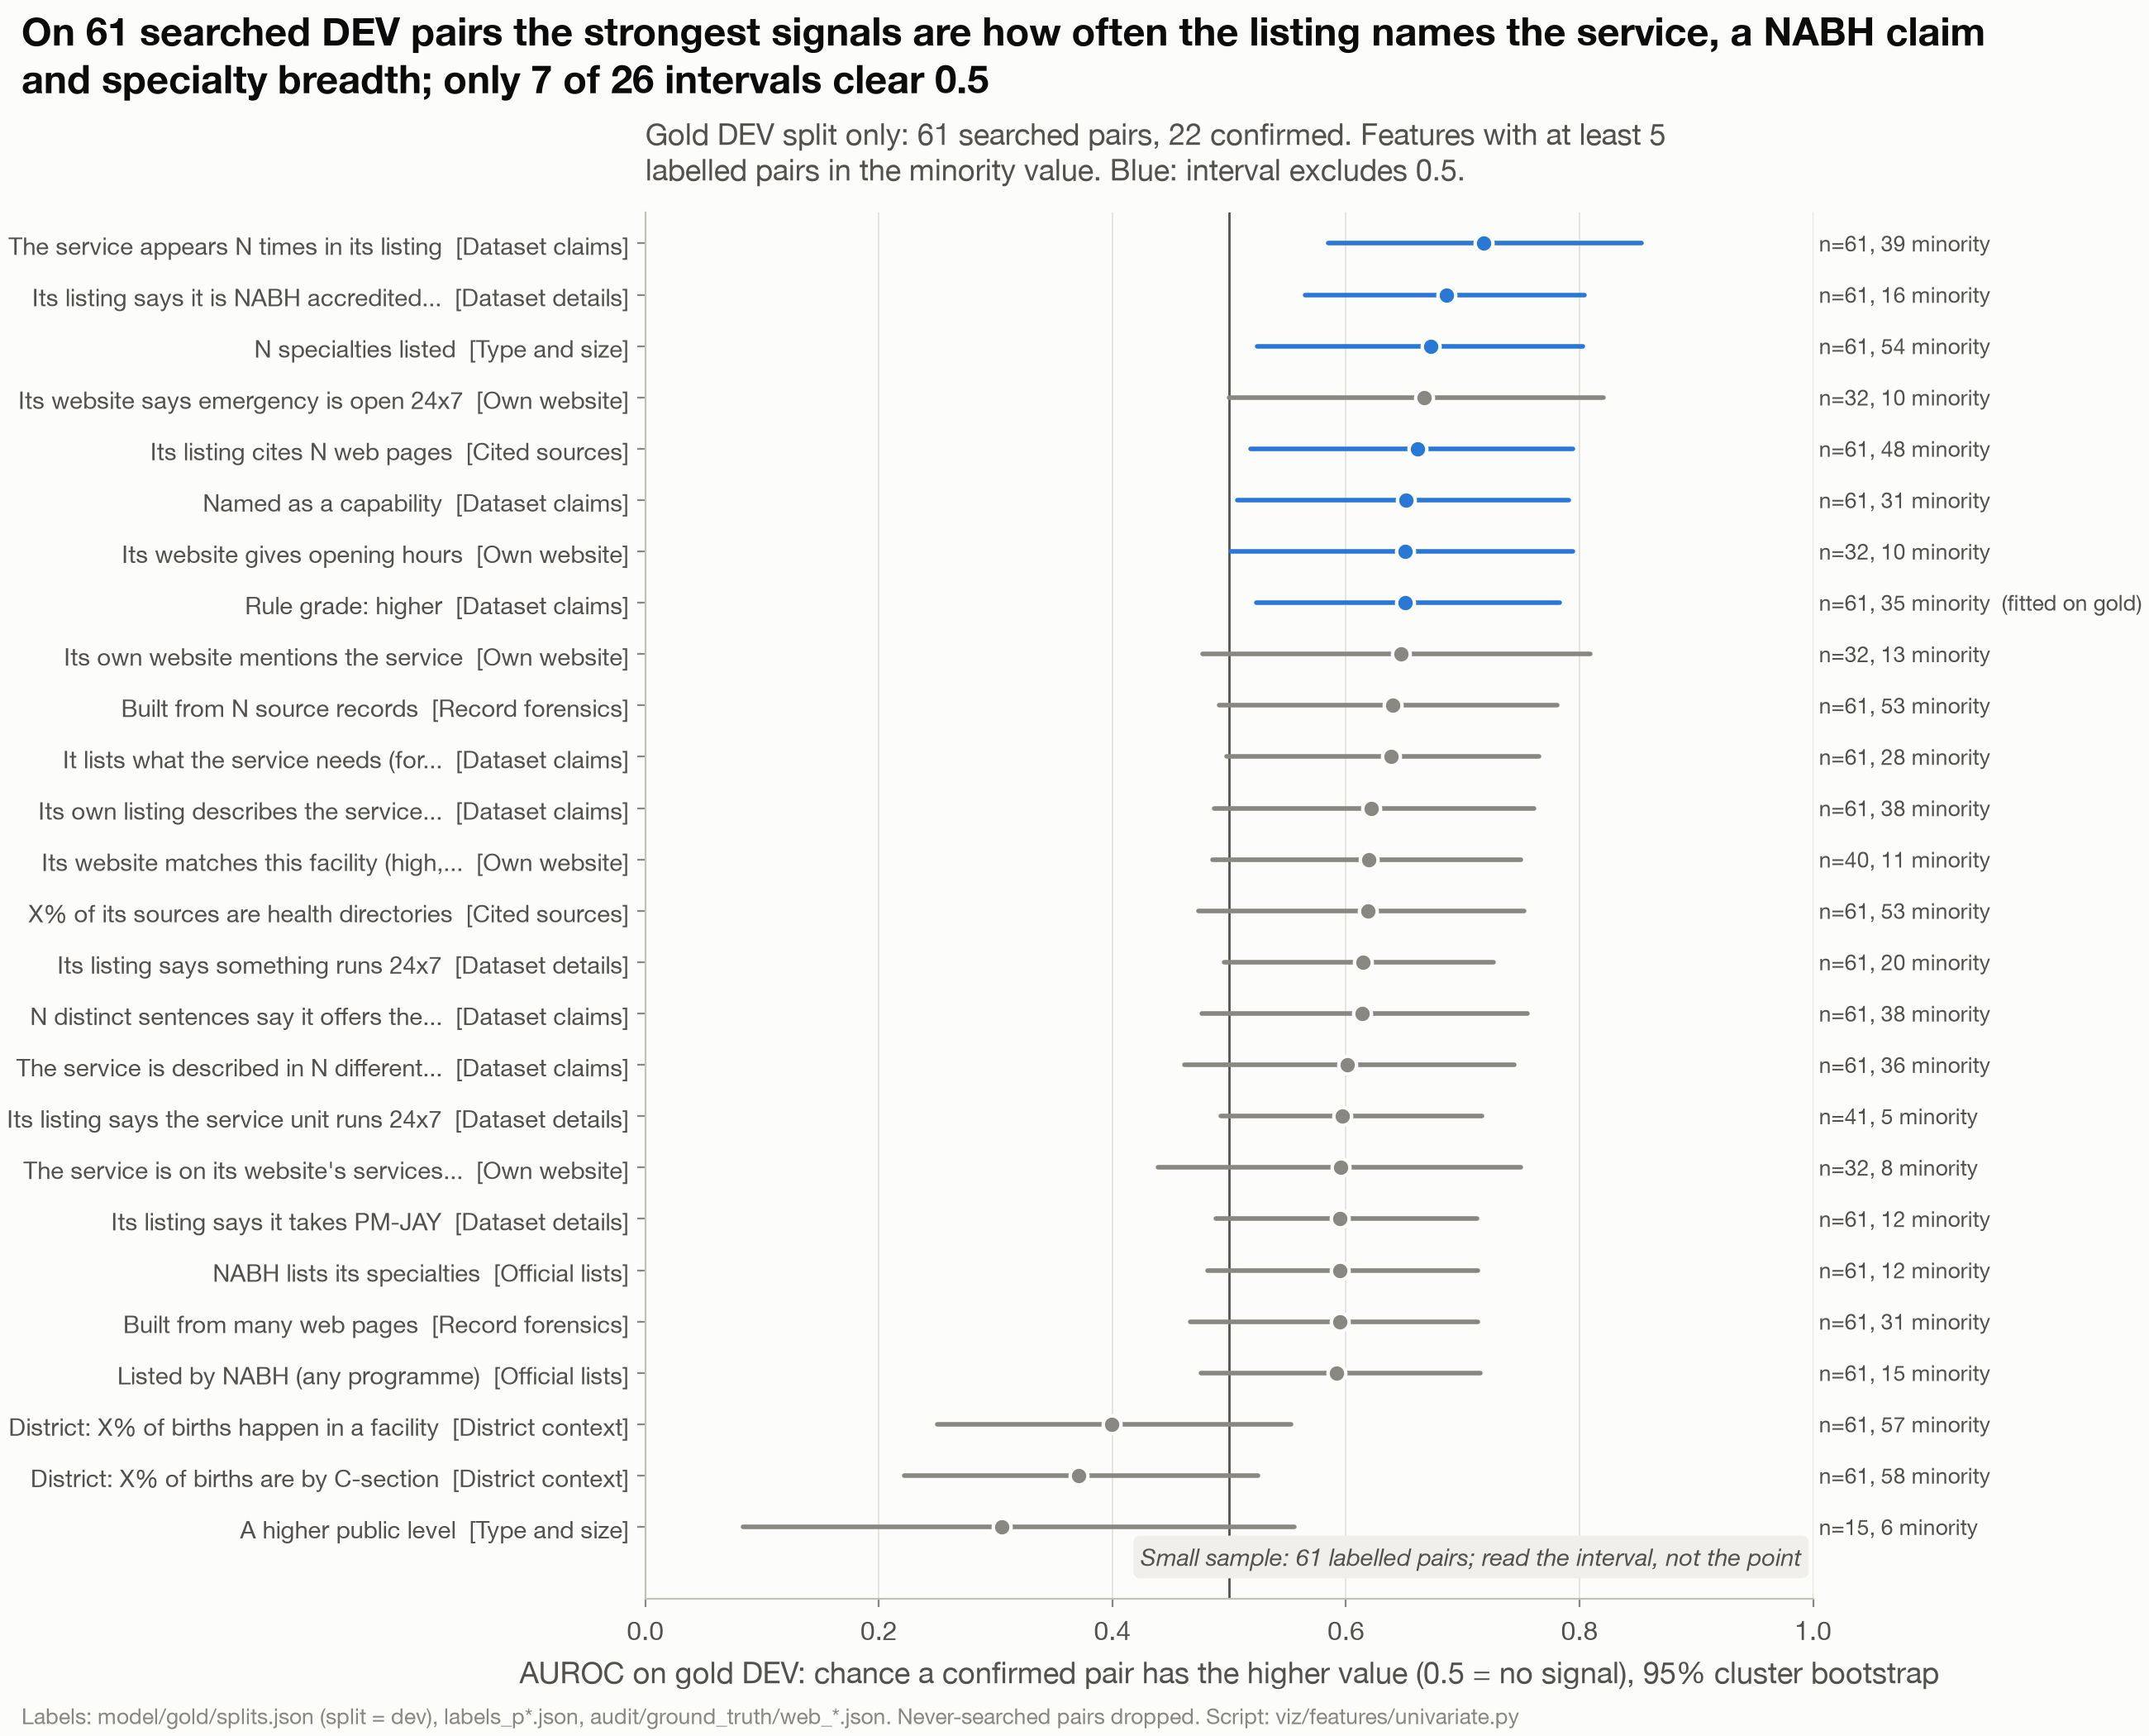 On 61 searched DEV pairs the strongest signals are how often the listing names the service, a NABH claim
and specialty breadth; only 7 of 26 intervals clear 0.5
Gold DEV split only: 61 searched pairs, 22 confirmed. Features with at least 5
labelled pairs in the minority value. Blue: interval excludes 0.5.
The service appears N times in its listing [Dataset claims] n=61, 39 minority
Its listing says it is NABH accredited... [Dataset details] n=61, 16 minority
N specialties listed [Type and size] n=61, 54 minority
Its website says emergency is open 24x7 [Own website] n=32, 10 minority
Its listing cites N web pages [Cited sources] n=61, 48 minority
Named as a capability [Dataset claims] n=61, 31 minority
Its website gives opening hours [Own website] n=32, 10 minority
Rule grade: higher [Dataset claims] n=61, 35 minority (fitted on gold)
Its own website mentions the service [Own website] n=32, 13 minority
Built from N source records [Record forensics] n=61, 53 minority
It lists what the service needs (for... [Dataset claims] n=61, 28 minority
Its own listing describes the service... [Dataset claims] n=61, 38 minority
Its website matches this facility (high,... [Own website] n=40, 11 minority
X% of its sources are health directories [Cited sources] n=61, 53 minority
Its listing says something runs 24x7 [Dataset details] n=61, 20 minority
N distinct sentences say it offers the... [Dataset claims] n=61, 38 minority
The service is described in N different... [Dataset claims] n=61, 36 minority
Its listing says the service unit runs 24x7 [Dataset details] n=41, 5 minority
The service is on its website's services... [Own website] n=32, 8 minority
Its listing says it takes PM-JAY [Dataset details] n=61, 12 minority
NABH lists its specialties [Official lists] n=61, 12 minority
Built from many web pages [Record forensics] n=61, 31 minority
Listed by NABH (any programme) [Official lists] n=61, 15 minority
District: X% of births happen in a facility [District context] n=61, 57 minority
District: X% of births are by C-section [District context] n=61, 58 minority
A higher public level [Type and size] n=15, 6 minority
Small sample: 61 labelled pairs; read the interval, not the point
0.0 0.2 0.4 0.6 0.8 1.0
AUROC on gold DEV: chance a confirmed pair has the higher value (0.5 = no signal), 95% cluster bootstrap
Labels: model/gold/splits.json (split = dev), labels_p*.json, audit/ground_truth/web_*.json. Never-searched pairs dropped. Script: viz/features/univariate.py